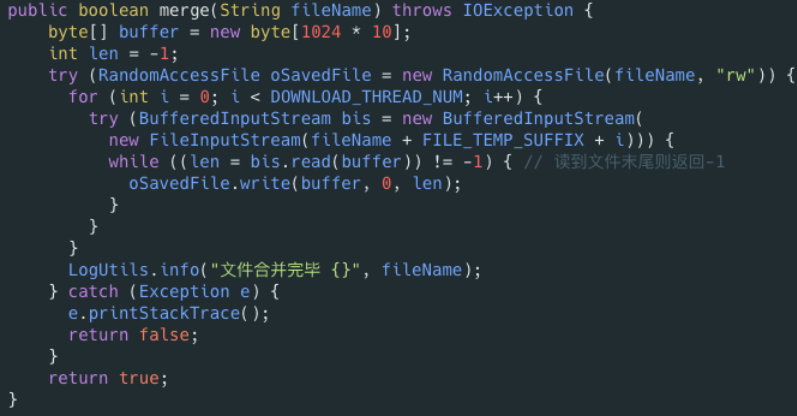 public boolean merge(String fileName) throws IOException {
    byte[] buffer = new byte[1024 * 10];
    int len = -1;
    try (RandomAccessFile oSavedFile = new RandomAccessFile(fileName, "rw")) {
      for (int i = 0; i < DOWNLOAD_THREAD_NUM; i++) {
        try (BufferedInputStream bis = new BufferedInputStream(
          new FileInputStream(fileName + FILE_TEMP_SUFFIX + i))) {
          while ((len = bis.read(buffer)) != -1) { // 读到文件末尾则返回-1
            oSavedFile.write(buffer, 0, len);
          }
        }
      }
      LogUtils.info("文件合并完毕 {}", fileName);
    } catch (Exception e) {
      e.printStackTrace();
      return false;
    }
    return true;
}